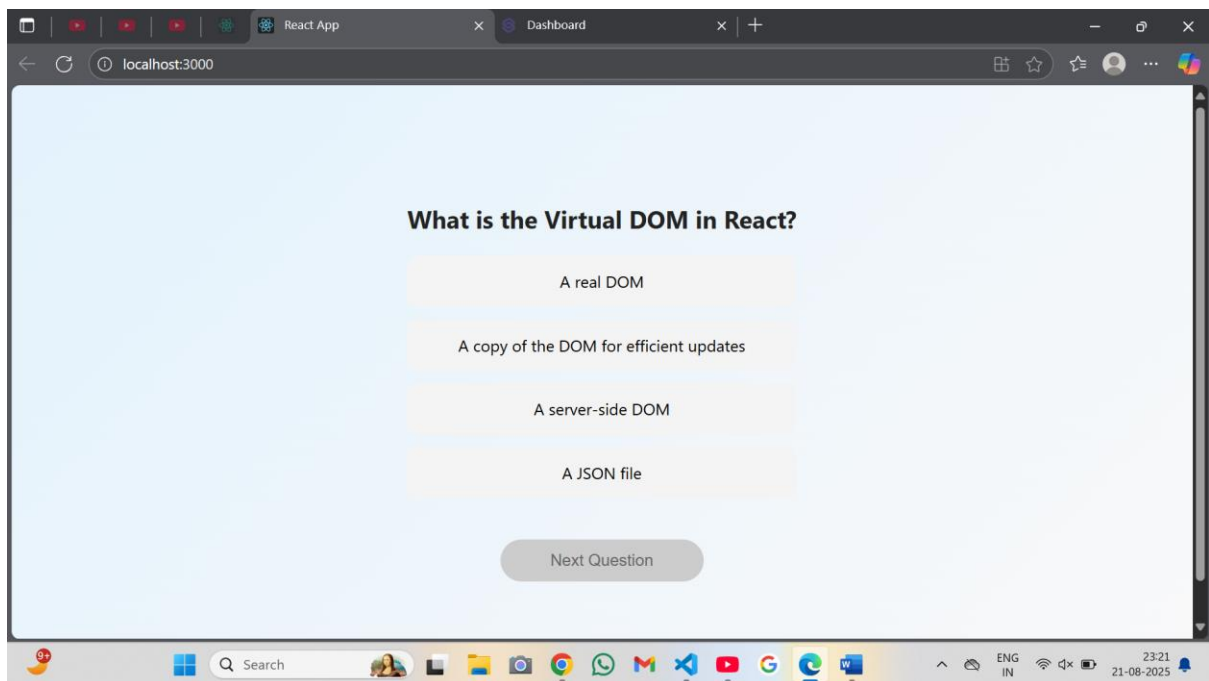 React App
Dashboard
localhost:3000
What is the Virtual DOM in React?
A real DOM
A copy of the DOM for efficient updates
A server-side DOM
A JSON file
Next Question
9+
Search
ENG
IN
23:21
21-08-2025